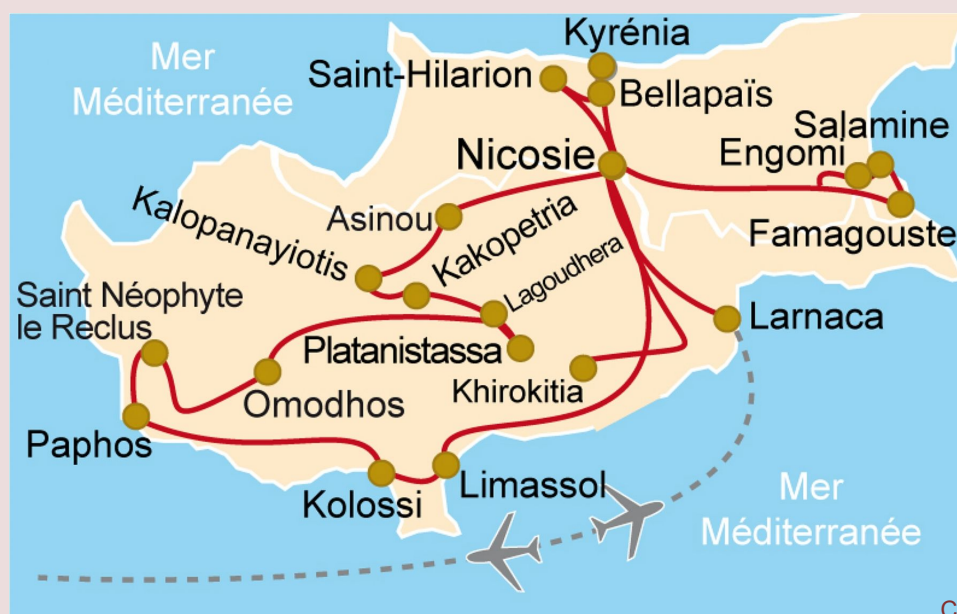 Mer
Méditerranée
Kyrénia
Saint-Hilarion
Bellapaïs
Salamine
Nicosie
Engomi
Kalopanayiotis
Asinou
Kakopetria
Famagouste
Lagoudhera
Saint Néophyte
le Reclus
Larnaca
Platanistassa
Khirokitia
Omodhos
Paphos
Limassol
Kolossi
Mer
Méditerranée
C